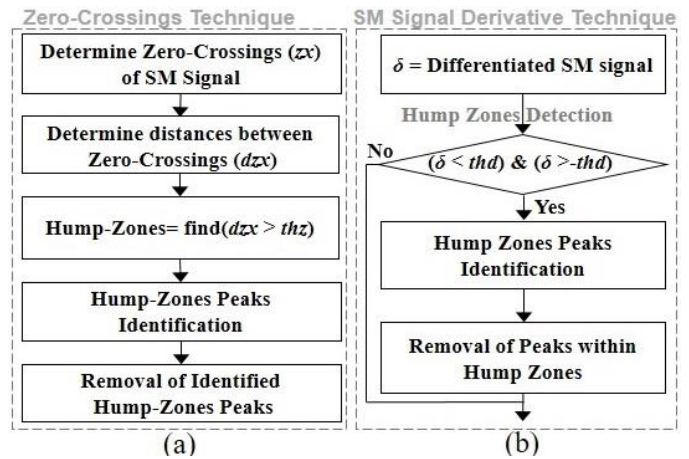 Zero-Crossings Technique
Determine Zero-Crossings (zx)
of SM Signal
Determine distances between
Zero-Crossings (dzx)
Hump-Zones= find(dzx > thz)
Hump-Zones Peaks
Identification
Removal of Identified
Hump-Zones Peaks
(a)
SM Signal Derivative Technique
δ = Differentiated SM signal
Hump Zones Detection
No
(δ < thd) & (δ >-thd)
Yes
Hump Zones Peaks
Identification
Removal of Peaks within
Hump Zones
(b)